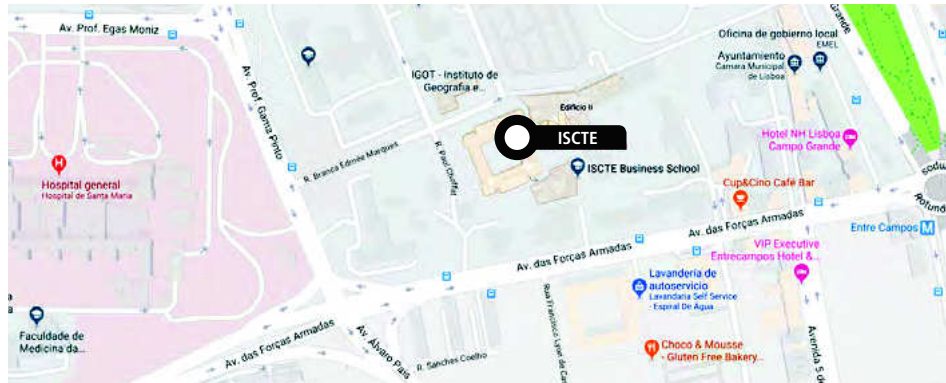 Av. Prof. Egas Moniz
Grande
Oficina de gobierno local
EMEL
Ayuntamiento
Camara Municipal
de Lisboa
Av. Prof. Gama Pinto
IGOT - Instituto de
Geografia e...
Edificio II
ISCTE
Hotel NH Lisboa
Campo Grande
R. Branca Edmée Marques
R. Paul Choffat
ISCTE Business School
H
Hospital general
Hospital de Santa Maria
Cup&Cino Café Bar
Entre Campos M
Av. das Forças Armadas
Av. das Forças Armadas
VIP Executive
Entrecampos Hotel &...
Lavandería de
autoservicio
Lavandaria Self Service
- Espiral De Agua
Faculdade de
Medicina da...
Av. das Forças Armadas
Av. Álvaro Pais
R. Sanches Coelho
Choco & Mousse
- Gluten Free Bakery...
Avenida 5 de